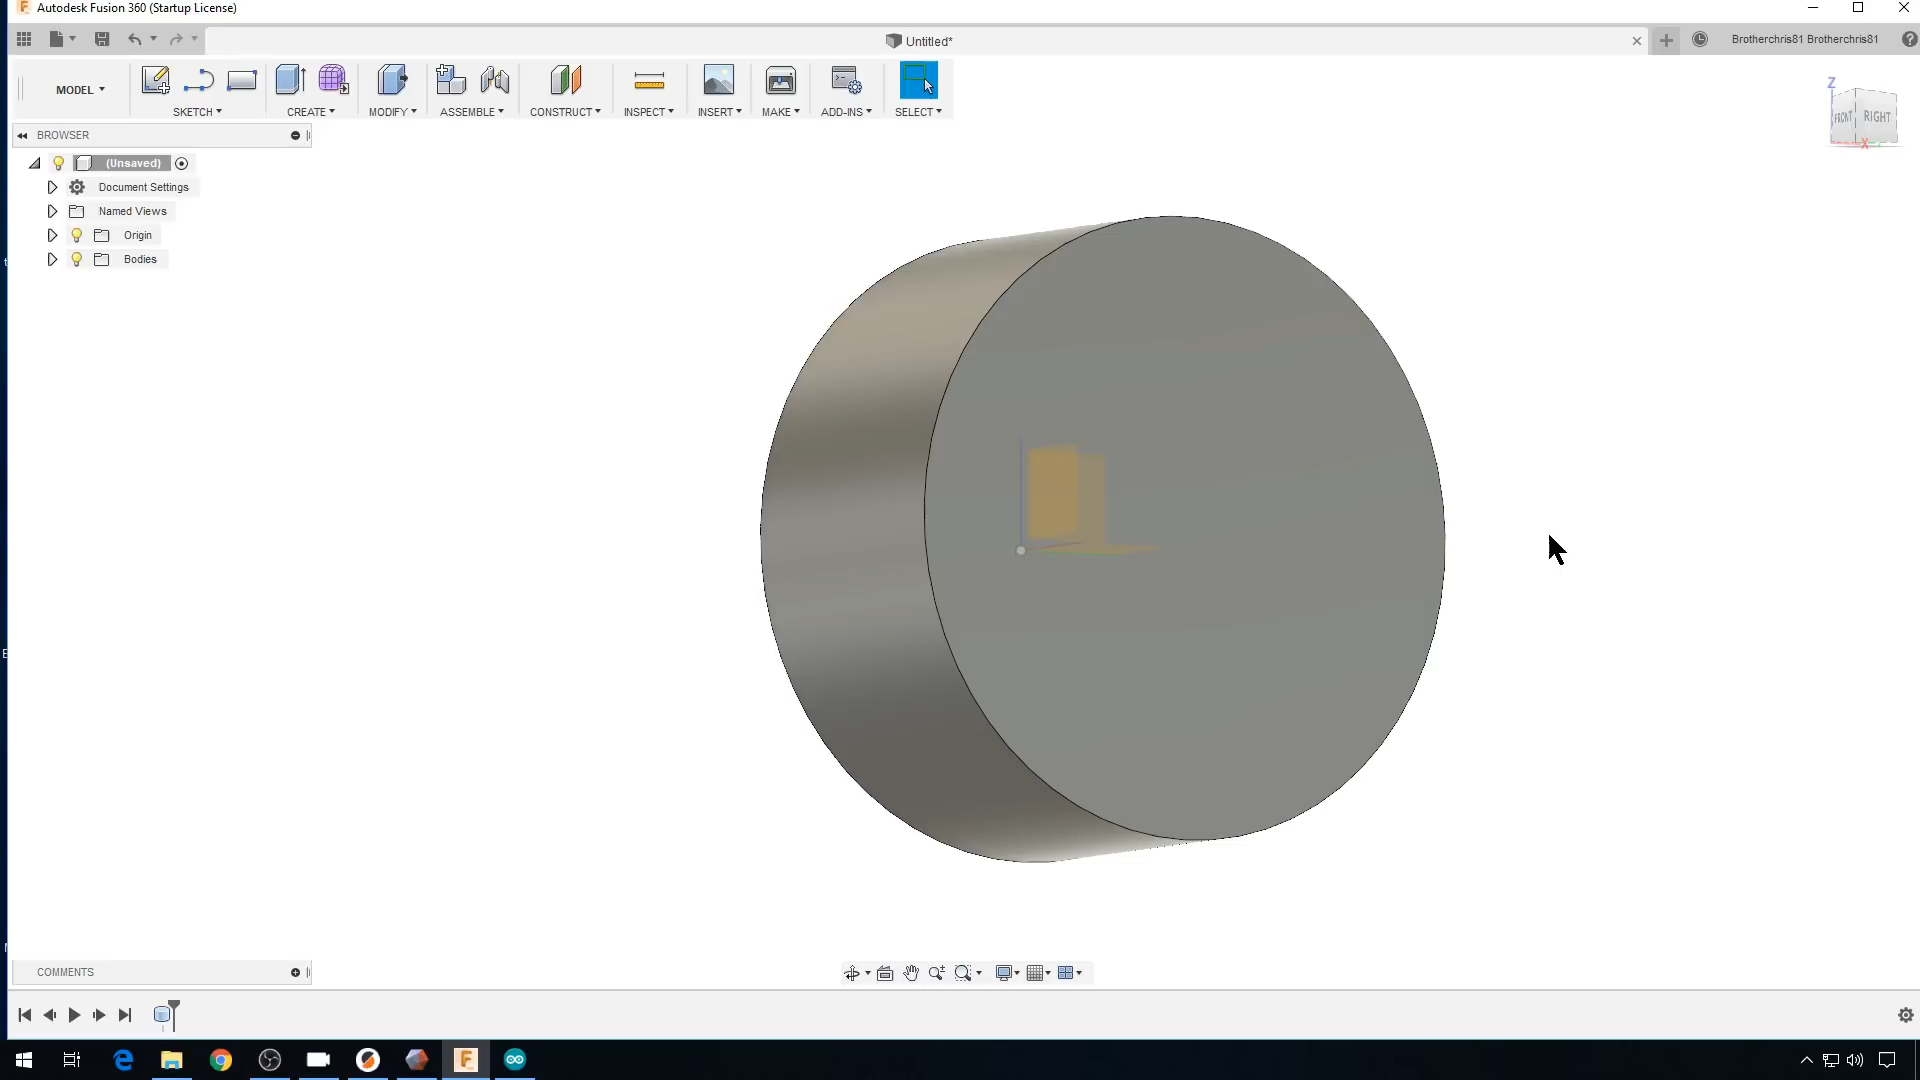 Autodesk Fusion 360 (Startup License)
Untitled*
Brotherchris81 Brotherchris81
MODEL
SKETCH
CREATE
MODIFY
ASSEMBLE
CONSTRUCT
INSPECT
INSERT
MAKE
ADD-INS
SELECT
Z
FRONT
RIGHT
X
BROWSER
(Unsaved)
Document Settings
Named Views
Origin
Bodies
COMMENTS